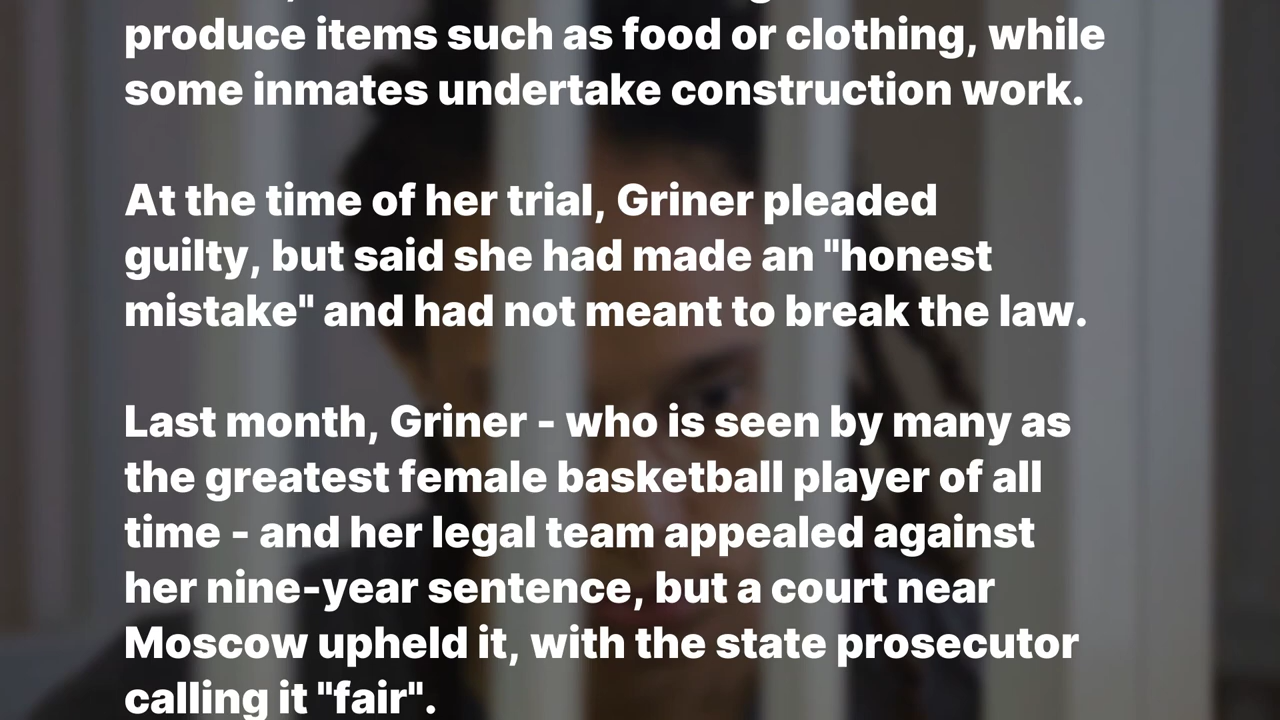 produce items such as food or clothing, while
some inmates undertake construction work.
At the time of her trial, Griner pleaded
guilty, but said she had made an "honest
mistake" and had not meant to break the law.
Last month, Griner - who is seen by many as
the greatest female basketball player of all
time - and her legal team appealed against
her nine-year sentence, but a court near
Moscow upheld it, with the state prosecutor
calling it "fair".